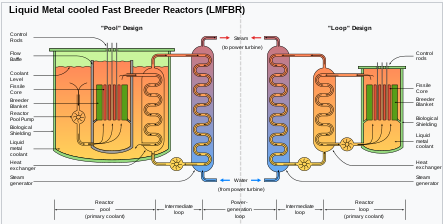 Liquid Metal cooled Fast Breeder Reactors (LMFBR)
"Pool" Design
"Loop" Design
Control
Rods
Flow
Baffle
Coolant
Level
Fissile
Core
Breeder
Blanket
Reactor
Pool Pump
Biological
Shielding
Liquid
metal
coolant
Heat
exchanger
Steam
generator
Steam
(to power turbine)
Water
(from power turbine)
Control
rods
Fissile
Core
Breeder
Blanket
Biological
Shielding
Liquid
metal
coolant
Heat
exchanger
Steam
generator
Reactor
pool
(primary coolant)
Intermediate
loop
Power-
generation
loop
Intermediate
loop
Reactor
loop
(primary coolant)